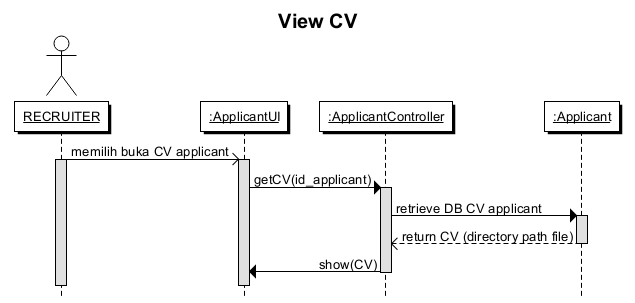 View CV
RECRUITER
:ApplicantUI
:ApplicantController
:Applicant
memilih buka CV applicant
getCV(id_applicant)
retrieve DB CV applicant
return CV (directory path file)
show(CV)